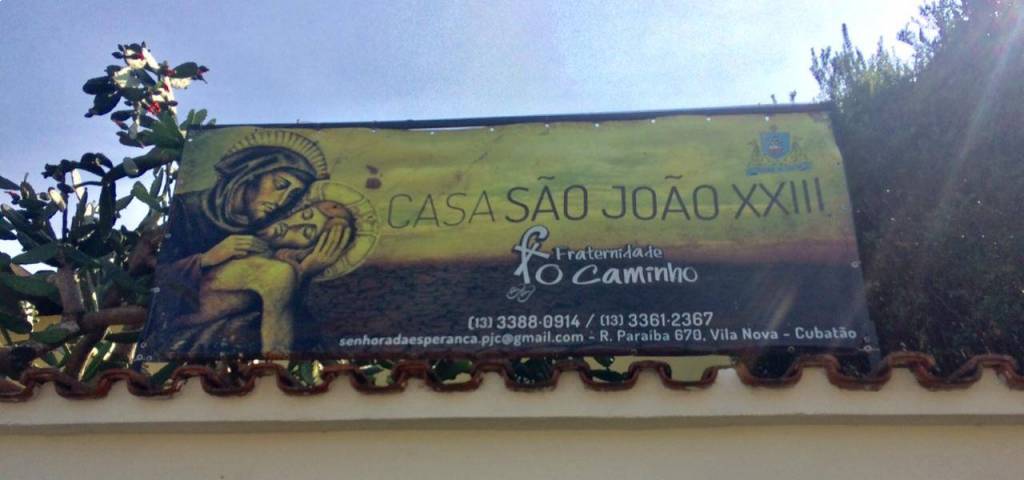 CASA SÃO JOÃO XXIII
Fraternidade
O Caminho
(13) 3388-0914 / (13) 3361-2367
senhoradaesperanca.pjc@gmail.com - R. Paraiba 670, Vila Nova - Cubatão